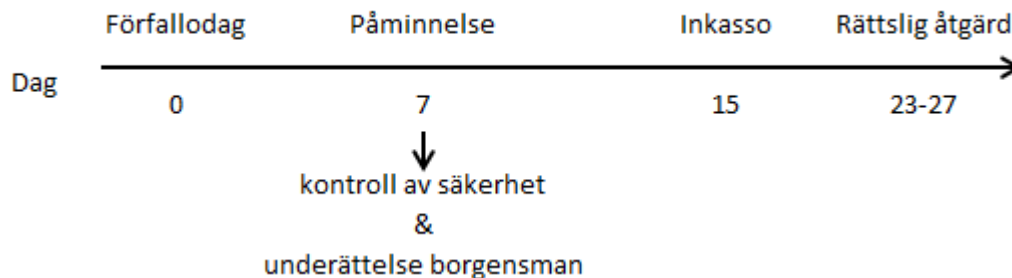 Förfallodag Påminnelse Inkasso Rättslig åtgärd
Dag
0 7 15 23-27
kontroll av säkerhet
&
underättelse borgensman